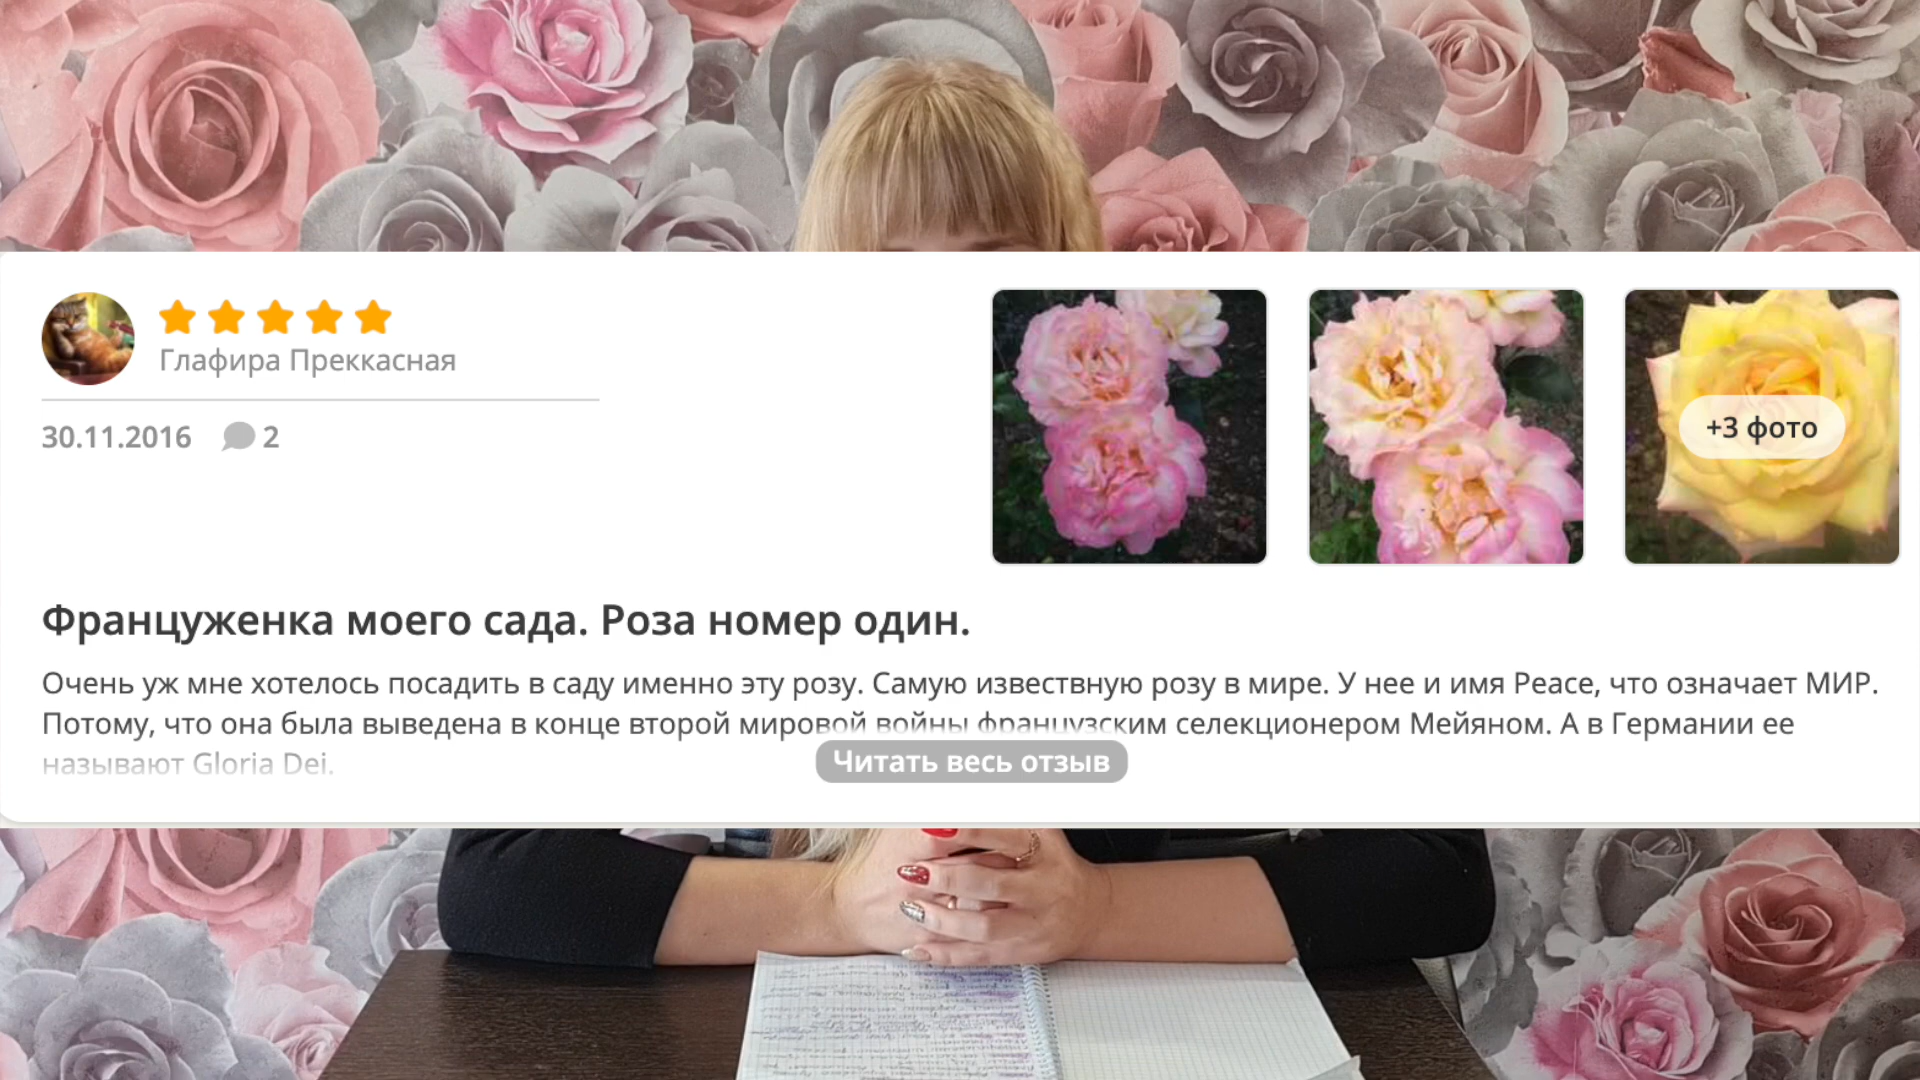 Глафира Преккасная
30.11.2016 2
+3 фото
Француженка моего сада. Роза номер один.
Очень уж мне хотелось посадить в саду именно эту розу. Самую известную розу в мире. У нее и имя Peace, что означает МИР.
Потому, что она была выведена в конце второй мировой войны французским селекционером Мейяном. А в Германии ее
называют Gloria Dei.
Читать весь отзыв